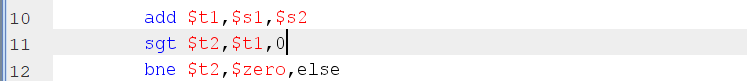 10 add $t1,$s1,$s2
11 sgt $t2,$t1,0
12 bne $t2,$zero,else